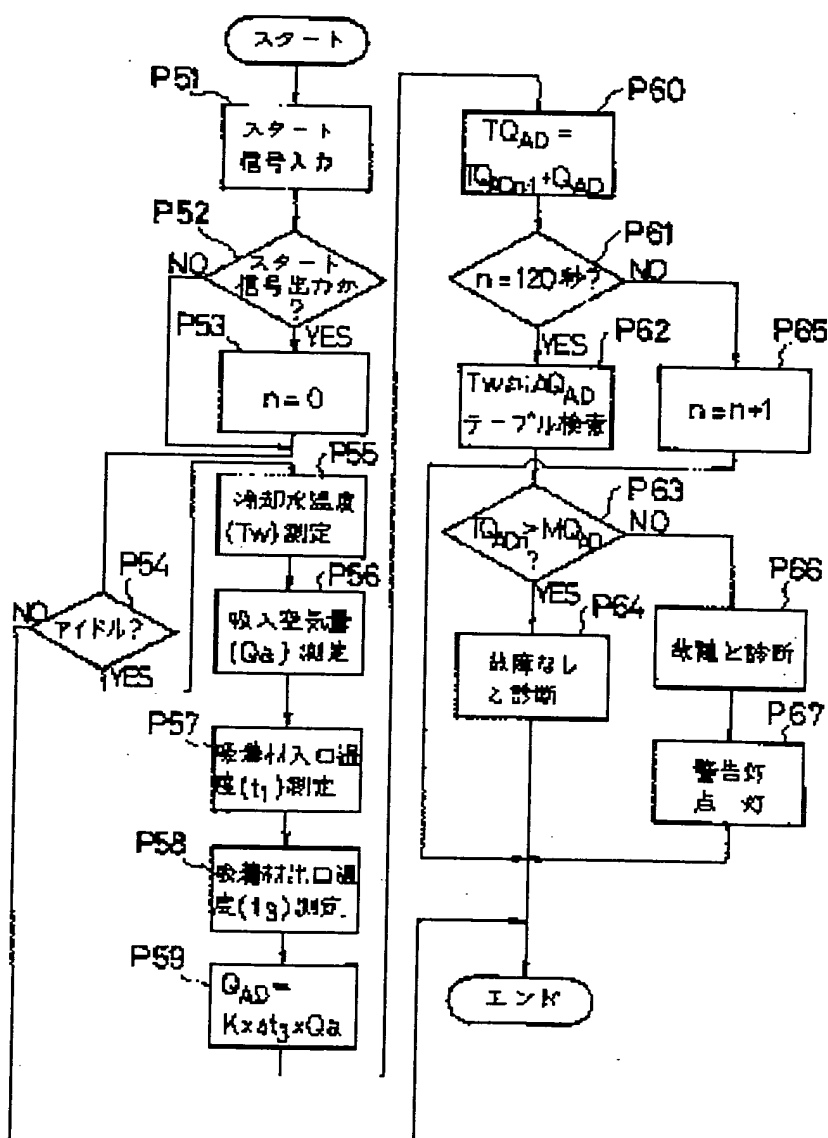 スタート
P51
スタート
信号入力
P52
スタート
信号出力か
?
NO
YES
P53
n=0
P54
アイドル?
NO
YES
P55
冷却水温度
(Tw)測定
P56
吸入空気量
(Qa)測定
P57
吸着材入口温
度(t1)測定
P58
吸着材出口温
度(t3)測定.
P59
QAD=
K×Δt3×Qa
P60
TQAD=
TQADn-1+QAD
P61
n=120秒?
NO
YES
P62
QAD
テーブル検索
P65
n=n+1
P63
TQADn>MQAD
?
NO
YES
P64
故障なし
と診断
P66
故障と診断
P67
警告灯
点 灯
エンド